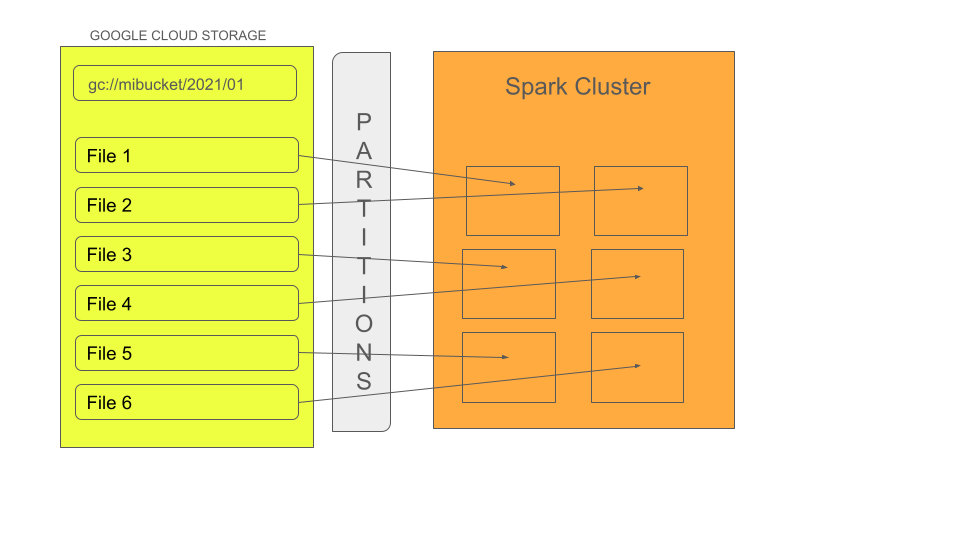 GOOGLE CLOUD STORAGE
gc://mibucket/2021/01
File 1
File 2
File 3
File 4
File 5
File 6
PARTITIONS
Spark Cluster